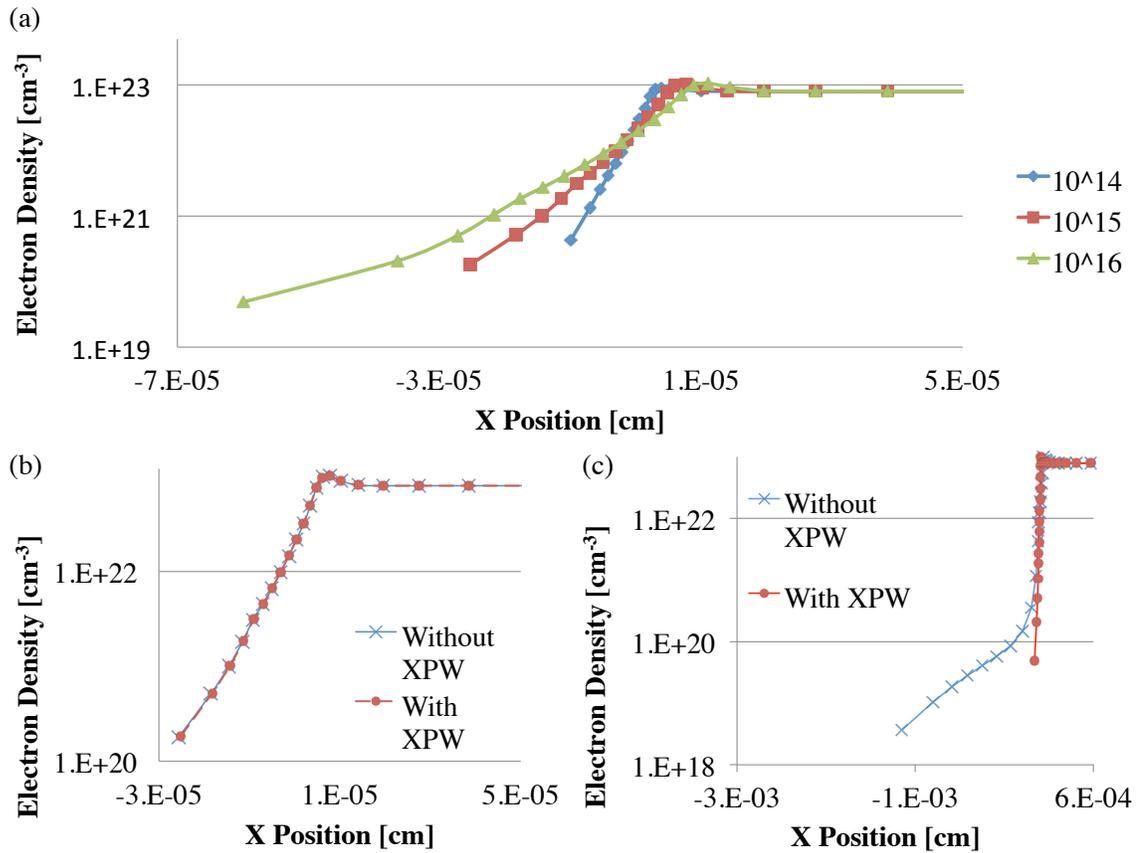 (a)
Electron Density [cm-3]
1.E+23
1.E+21
1.E+19
-7.E-05
-3.E-05
1.E-05
5.E-05
X Position [cm]
10^14
10^15
10^16
(b)
Electron Density [cm-3]
1.E+22
1.E+20
-3.E-05
1.E-05
5.E-05
X Position [cm]
Without
XPW
With
XPW
(c)
Electron Density [cm-3]
1.E+22
1.E+20
1.E+18
-3.E-03
-1.E-03
6.E-04
X Position [cm]
Without
XPW
With XPW